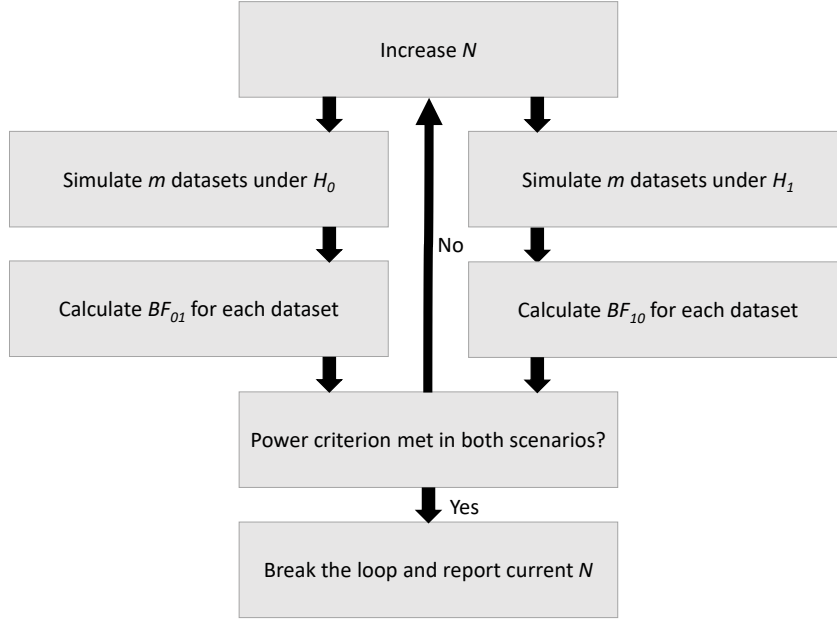 Increase N
Simulate m datasets under H₀
Simulate m datasets under H₁
No
Calculate BF₀₁ for each dataset
Calculate BF₁₀ for each dataset
Power criterion met in both scenarios?
Yes
Break the loop and report current N